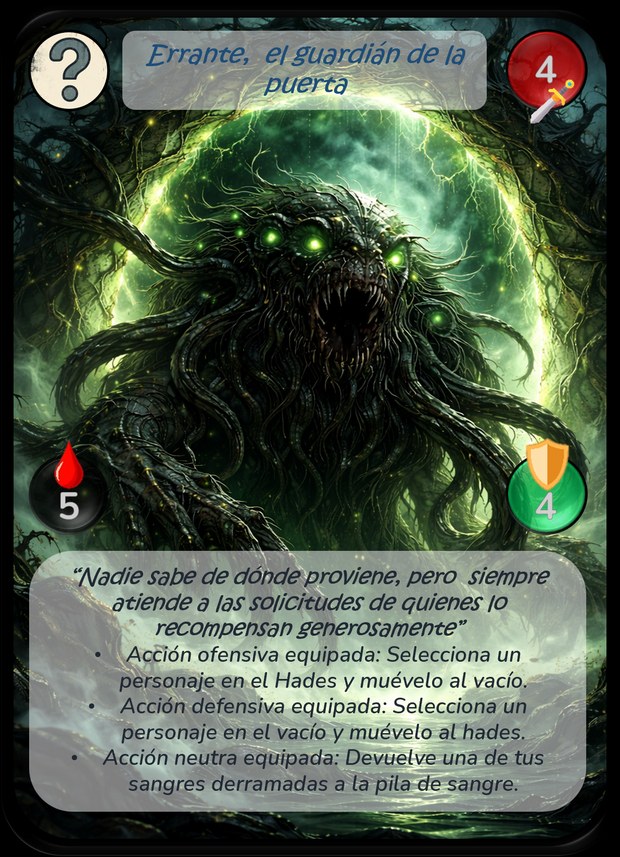 ?
Errante, el guardián de la
puerta
4
5
4
“Nadie sabe de dónde proviene, pero siempre
atiende a las solicitudes de quienes lo
recompensan generosamente”
• Acción ofensiva equipada: Selecciona un
personaje en el Hades y muévelo al vacío.
• Acción defensiva equipada: Selecciona un
personaje en el vacío y muévelo al hades.
• Acción neutra equipada: Devuelve una de tus
sangres derramadas a la pila de sangre.